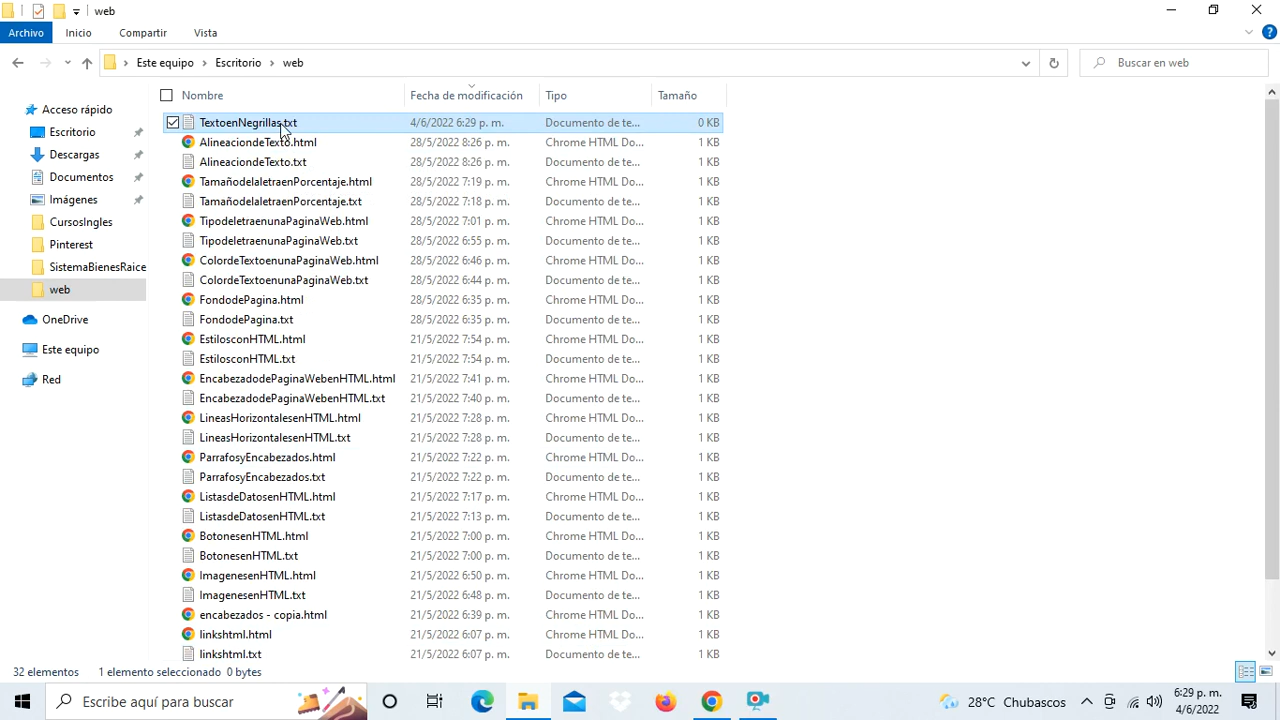 web
Archivo Inicio Compartir Vista
Este equipo Escritorio web Buscar en web
Nombre Fecha de modificación Tipo Tamaño
Acceso rápido
Escritorio
Descargas
Documentos
Imágenes
CursosIngles
Pinterest
SistemaBienesRaice
web
OneDrive
Este equipo
Red
TextoenNegrillas.txt 4/6/2022 6:29 p. m. Documento de te... 0 KB
AlineaciondeTexto.html 28/5/2022 8:26 p. m. Chrome HTML Do... 1 KB
AlineaciondeTexto.txt 28/5/2022 8:26 p. m. Documento de te... 1 KB
TamañodelaletraenPorcentaje.html 28/5/2022 7:19 p. m. Chrome HTML Do... 1 KB
TamañodelaletraenPorcentaje.txt 28/5/2022 7:18 p. m. Documento de te... 1 KB
TipodeletraenunaPaginaWeb.html 28/5/2022 7:01 p. m. Chrome HTML Do... 1 KB
TipodeletraenunaPaginaWeb.txt 28/5/2022 6:55 p. m. Documento de te... 1 KB
ColordeTextoenunaPaginaWeb.html 28/5/2022 6:46 p. m. Chrome HTML Do... 1 KB
ColordeTextoenunaPaginaWeb.txt 28/5/2022 6:44 p. m. Documento de te... 1 KB
FondodePagina.html 28/5/2022 6:35 p. m. Chrome HTML Do... 1 KB
FondodePagina.txt 28/5/2022 6:35 p. m. Documento de te... 1 KB
EstilosconHTML.html 21/5/2022 7:54 p. m. Chrome HTML Do... 1 KB
EstilosconHTML.txt 21/5/2022 7:54 p. m. Documento de te... 1 KB
EncabezadodePaginaWebenHTML.html 21/5/2022 7:41 p. m. Chrome HTML Do... 1 KB
EncabezadodePaginaWebenHTML.txt 21/5/2022 7:40 p. m. Documento de te... 1 KB
LineasHorizontalesenHTML.html 21/5/2022 7:28 p. m. Chrome HTML Do... 1 KB
LineasHorizontalesenHTML.txt 21/5/2022 7:28 p. m. Documento de te... 1 KB
ParrafosyEncabezados.html 21/5/2022 7:22 p. m. Chrome HTML Do... 1 KB
ParrafosyEncabezados.txt 21/5/2022 7:22 p. m. Documento de te... 1 KB
ListasdeDatosenHTML.html 21/5/2022 7:17 p. m. Chrome HTML Do... 1 KB
ListasdeDatosenHTML.txt 21/5/2022 7:13 p. m. Documento de te... 1 KB
BotonesenHTML.html 21/5/2022 7:00 p. m. Chrome HTML Do... 1 KB
BotonesenHTML.txt 21/5/2022 7:00 p. m. Documento de te... 1 KB
ImagenesenHTML.html 21/5/2022 6:50 p. m. Chrome HTML Do... 1 KB
ImagenesenHTML.txt 21/5/2022 6:48 p. m. Documento de te... 1 KB
encabezados - copia.html 21/5/2022 6:39 p. m. Chrome HTML Do... 1 KB
linkshtml.html 21/5/2022 6:07 p. m. Chrome HTML Do... 1 KB
linkshtml.txt 21/5/2022 6:07 p. m. Documento de te... 1 KB
32 elementos 1 elemento seleccionado 0 bytes
Escribe aquí para buscar 28°C Chubascos 6:29 p. m.
4/6/2022